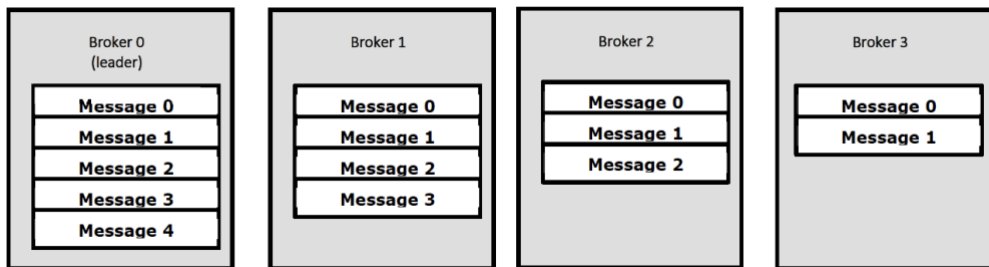 Broker 0
(leader)
Message 0
Message 1
Message 2
Message 3
Message 4
Broker 1
Message 0
Message 1
Message 2
Message 3
Broker 2
Message 0
Message 1
Message 2
Broker 3
Message 0
Message 1